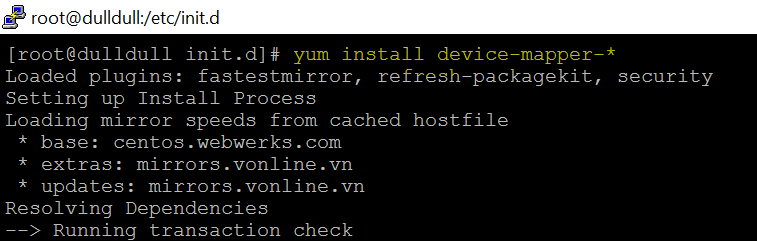 root@dulldull:/etc/init.d
[root@dulldull init.d]# yum install device-mapper-*
Loaded plugins: fastestmirror, refresh-packagekit, security
Setting up Install Process
Loading mirror speeds from cached hostfile
 * base: centos.webwerks.com
 * extras: mirrors.vonline.vn
 * updates: mirrors.vonline.vn
Resolving Dependencies
--> Running transaction check